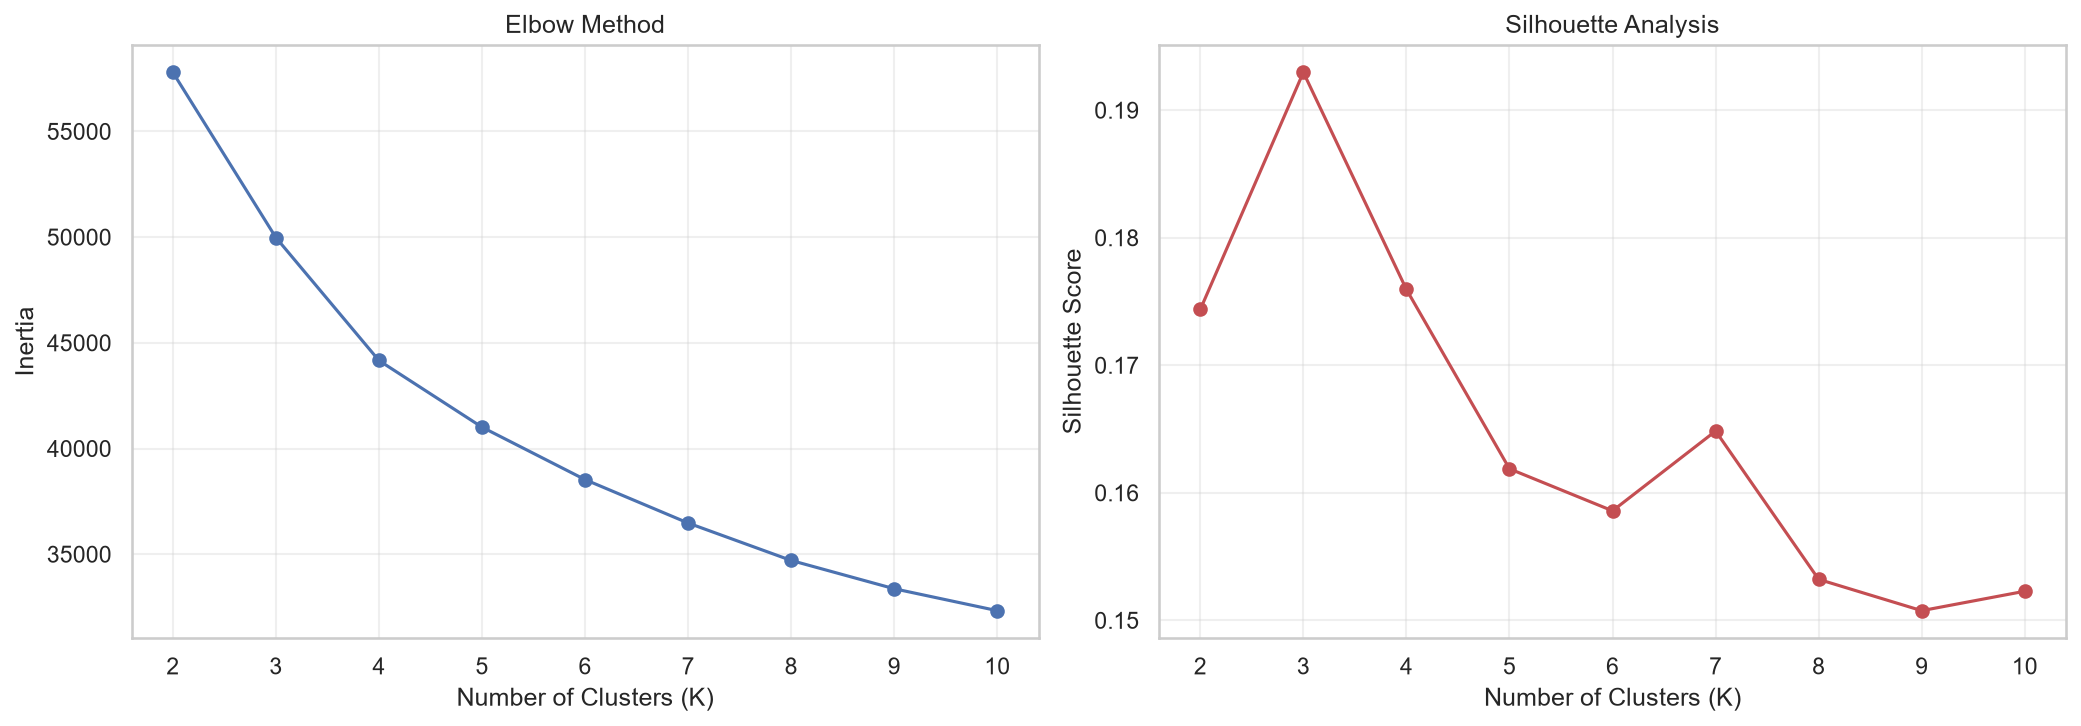 Elbow Method
55000
50000
45000
40000
35000
Inertia
2 3 4 5 6 7 8 9 10
Number of Clusters (K)
Silhouette Analysis
0.19
0.18
0.17
0.16
0.15
Silhouette Score
2 3 4 5 6 7 8 9 10
Number of Clusters (K)